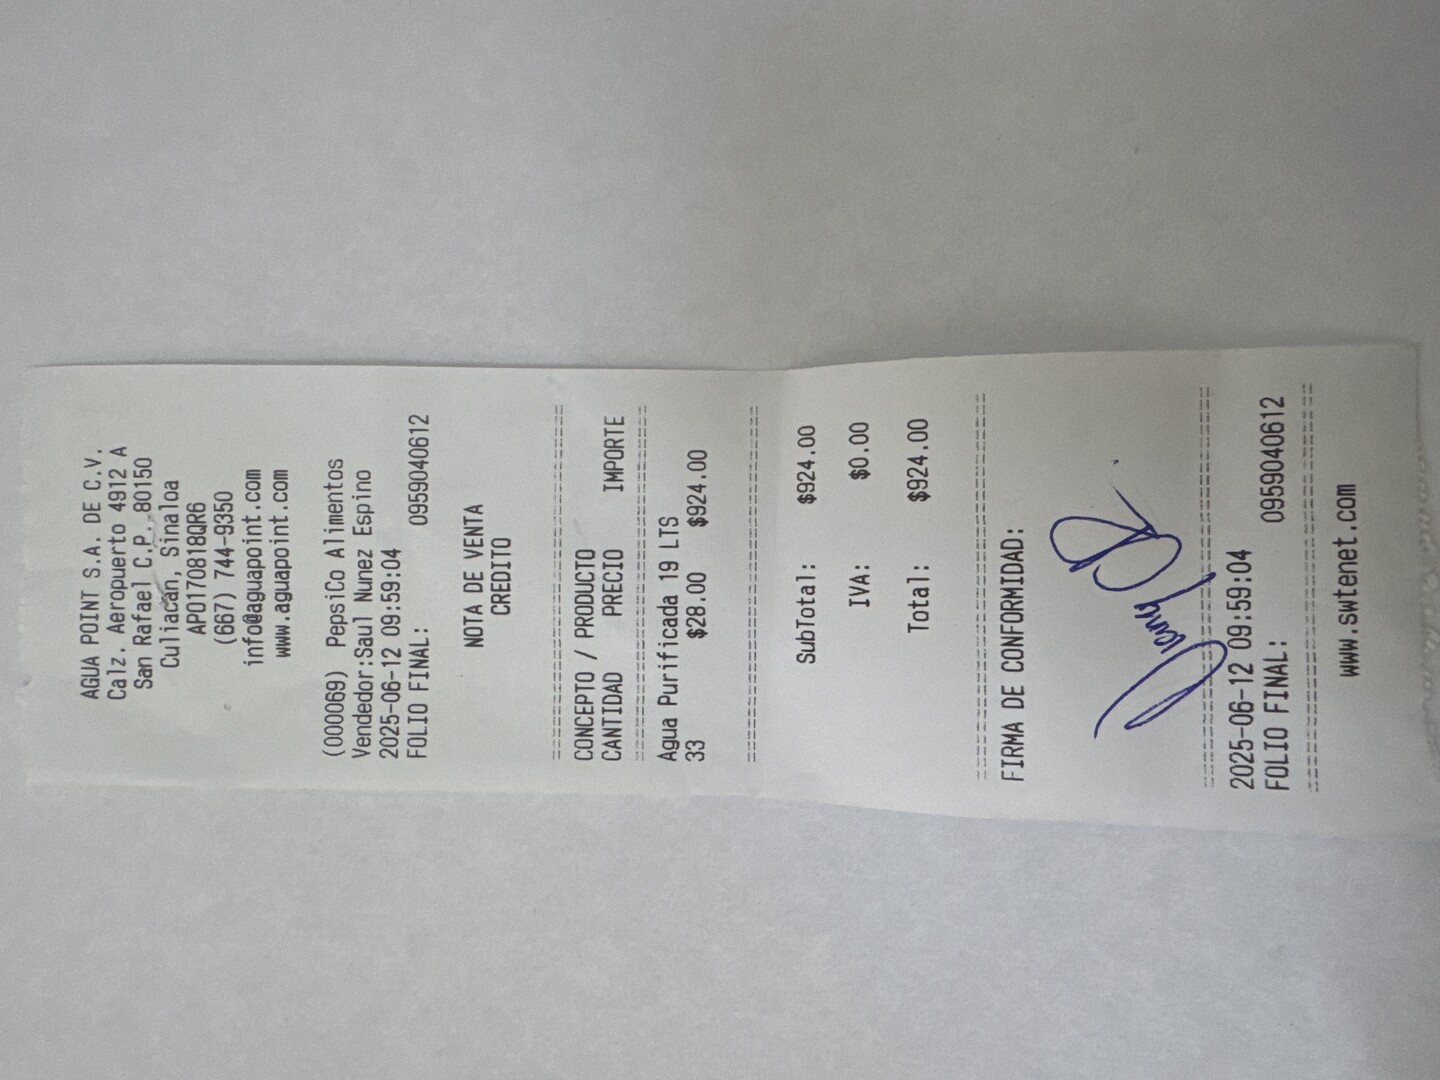 AGUA POINT S.A. DE C.V.
Calz. Aeropuerto 4912 A
San Rafael C.P. 80150
Culiacán, Sinaloa
APO170818QR6
(667) 744-9350
info@aguapoint.com
www.aguapoint.com
(000069) PepsiCo Alimentos
Vendedor:Saul Nunez Espino
2025-06-12 09:59:04
FOLIO FINAL: 0959040612
NOTA DE VENTA
CREDITO
CONCEPTO / PRODUCTO
CANTIDAD PRECIO IMPORTE
Agua Purificada 19 LTS
33 $28.00 $924.00
SubTotal: $924.00
IVA: $0.00
Total: $924.00
FIRMA DE CONFORMIDAD:
2025-06-12 09:59:04
FOLIO FINAL: 0959040612
www.swtenet.com